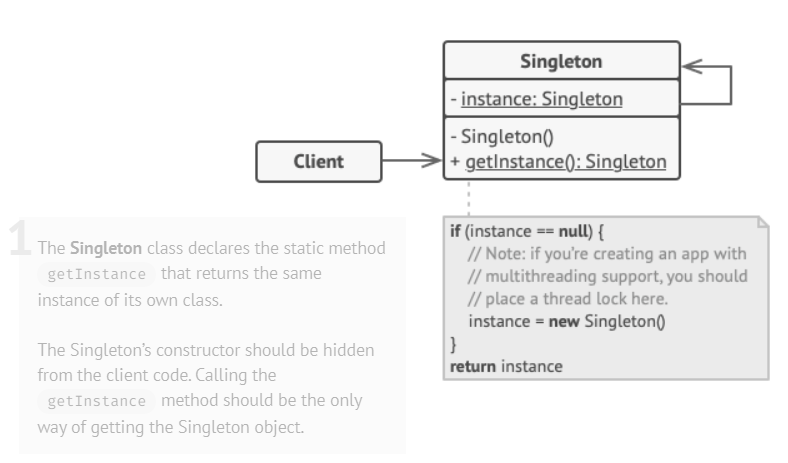 Singleton
- instance: Singleton
- Singleton()
+ getInstance(): Singleton
Client
if (instance == null) {
// Note: if you're creating an app with
// multithreading support, you should
// place a thread lock here.
instance = new Singleton()
}
return instance
1
The Singleton class declares the static method
getInstance that returns the same
instance of its own class.
The Singleton's constructor should be hidden
from the client code. Calling the
getInstance method should be the only
way of getting the Singleton object.